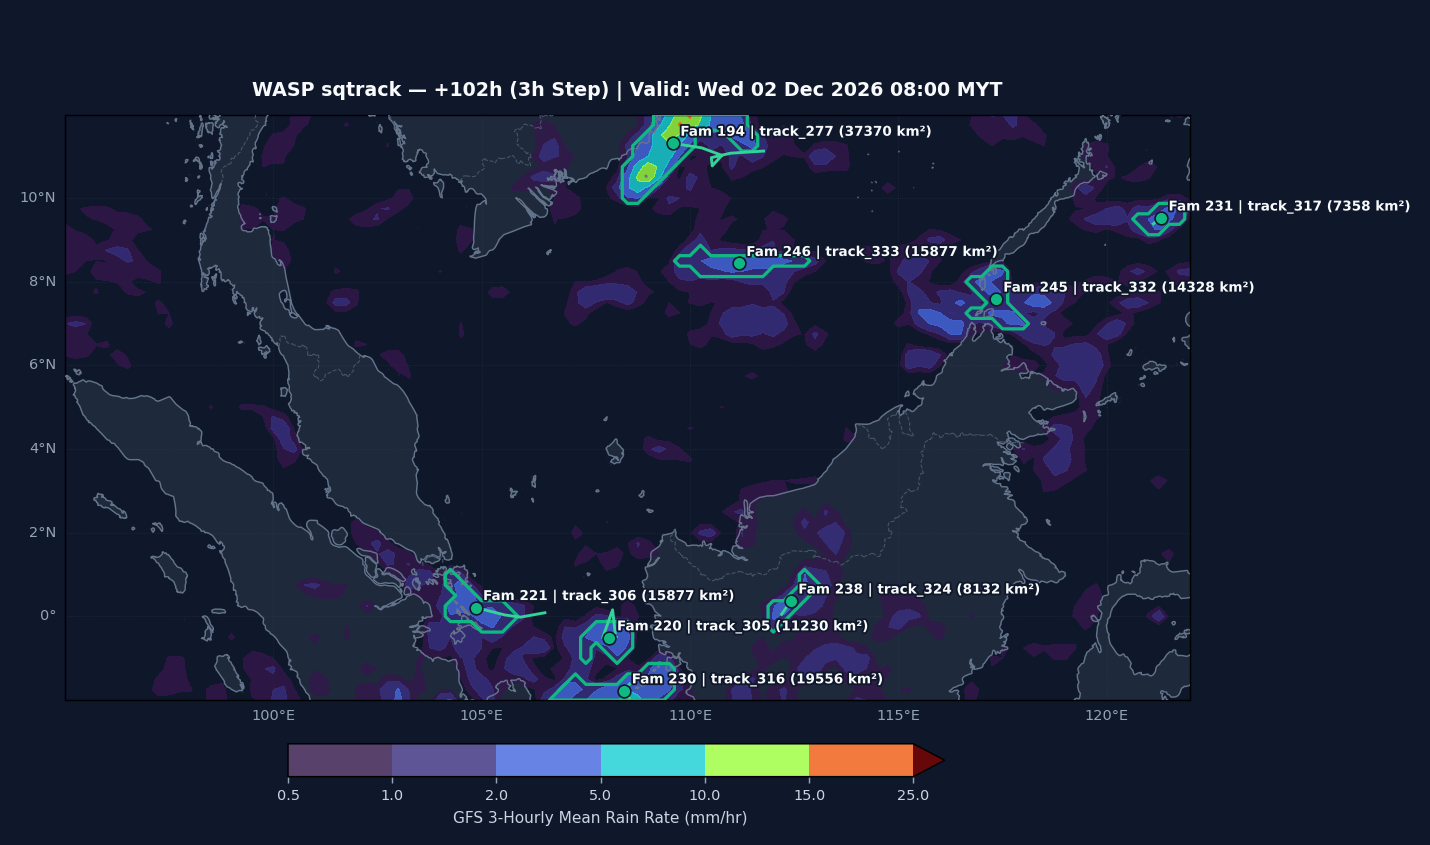 WASP sqtrack — +102h (3h Step) | Valid: Wed 02 Dec 2026 08:00 MYT
Fam 194 | track_277 (37370 km²)
10°N
Fam 231 | track_317 (7358 km²)
Fam 246 | track_333 (15877 km²)
8°N
Fam 245 | track_332 (14328 km²)
6°N
4°N
2°N
Fam 238 | track_324 (8132 km²)
Fam 221 | track_306 (15877 km²)
0°
Fam 220 | track_305 (11230 km²)
Fam 230 | track_316 (19556 km²)
100°E 105°E 110°E 115°E 120°E
0.5 1.0 2.0 5.0 10.0 15.0 25.0
GFS 3-Hourly Mean Rain Rate (mm/hr)